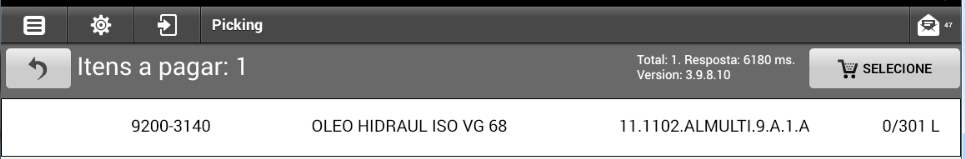 Picking
47
Itens a pagar: 1
Total: 1. Resposta: 6180 ms.
Version: 3.9.8.10
SELECIONE
9200-3140 OLEO HIDRAUL ISO VG 68 11.1102.ALMULTI.9.A.1.A 0/301 L